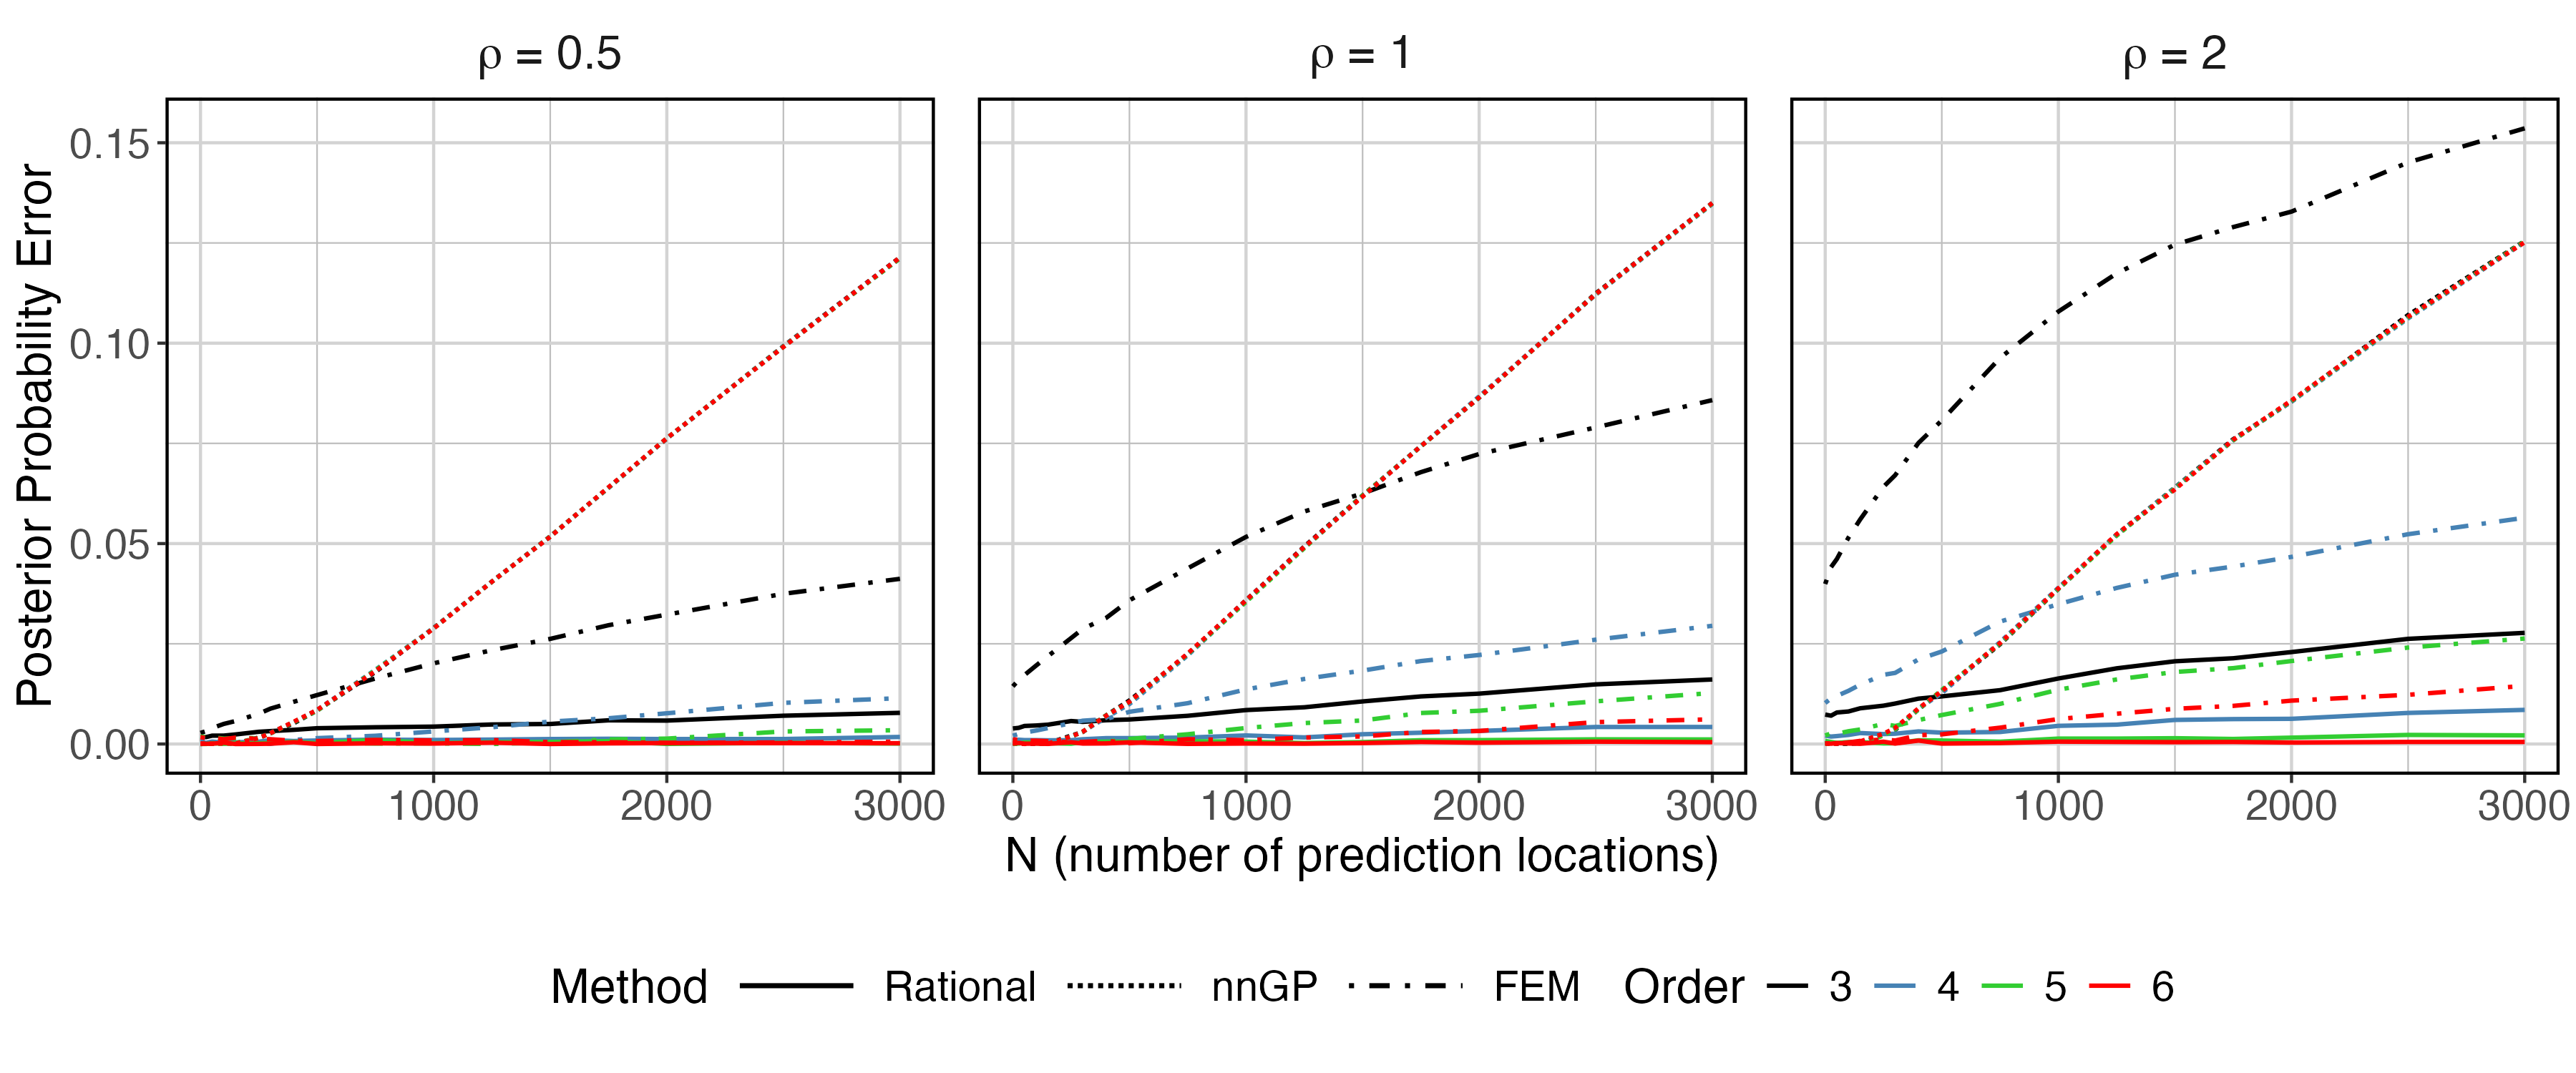 ρ = 0.5
ρ = 1
ρ = 2
Posterior Probability Error
0.15
0.10
0.05
0.00
0 1000 2000 3000
0 1000 2000 3000
0 1000 2000 3000
N (number of prediction locations)
Method Rational nnGP FEM Order 3 4 5 6